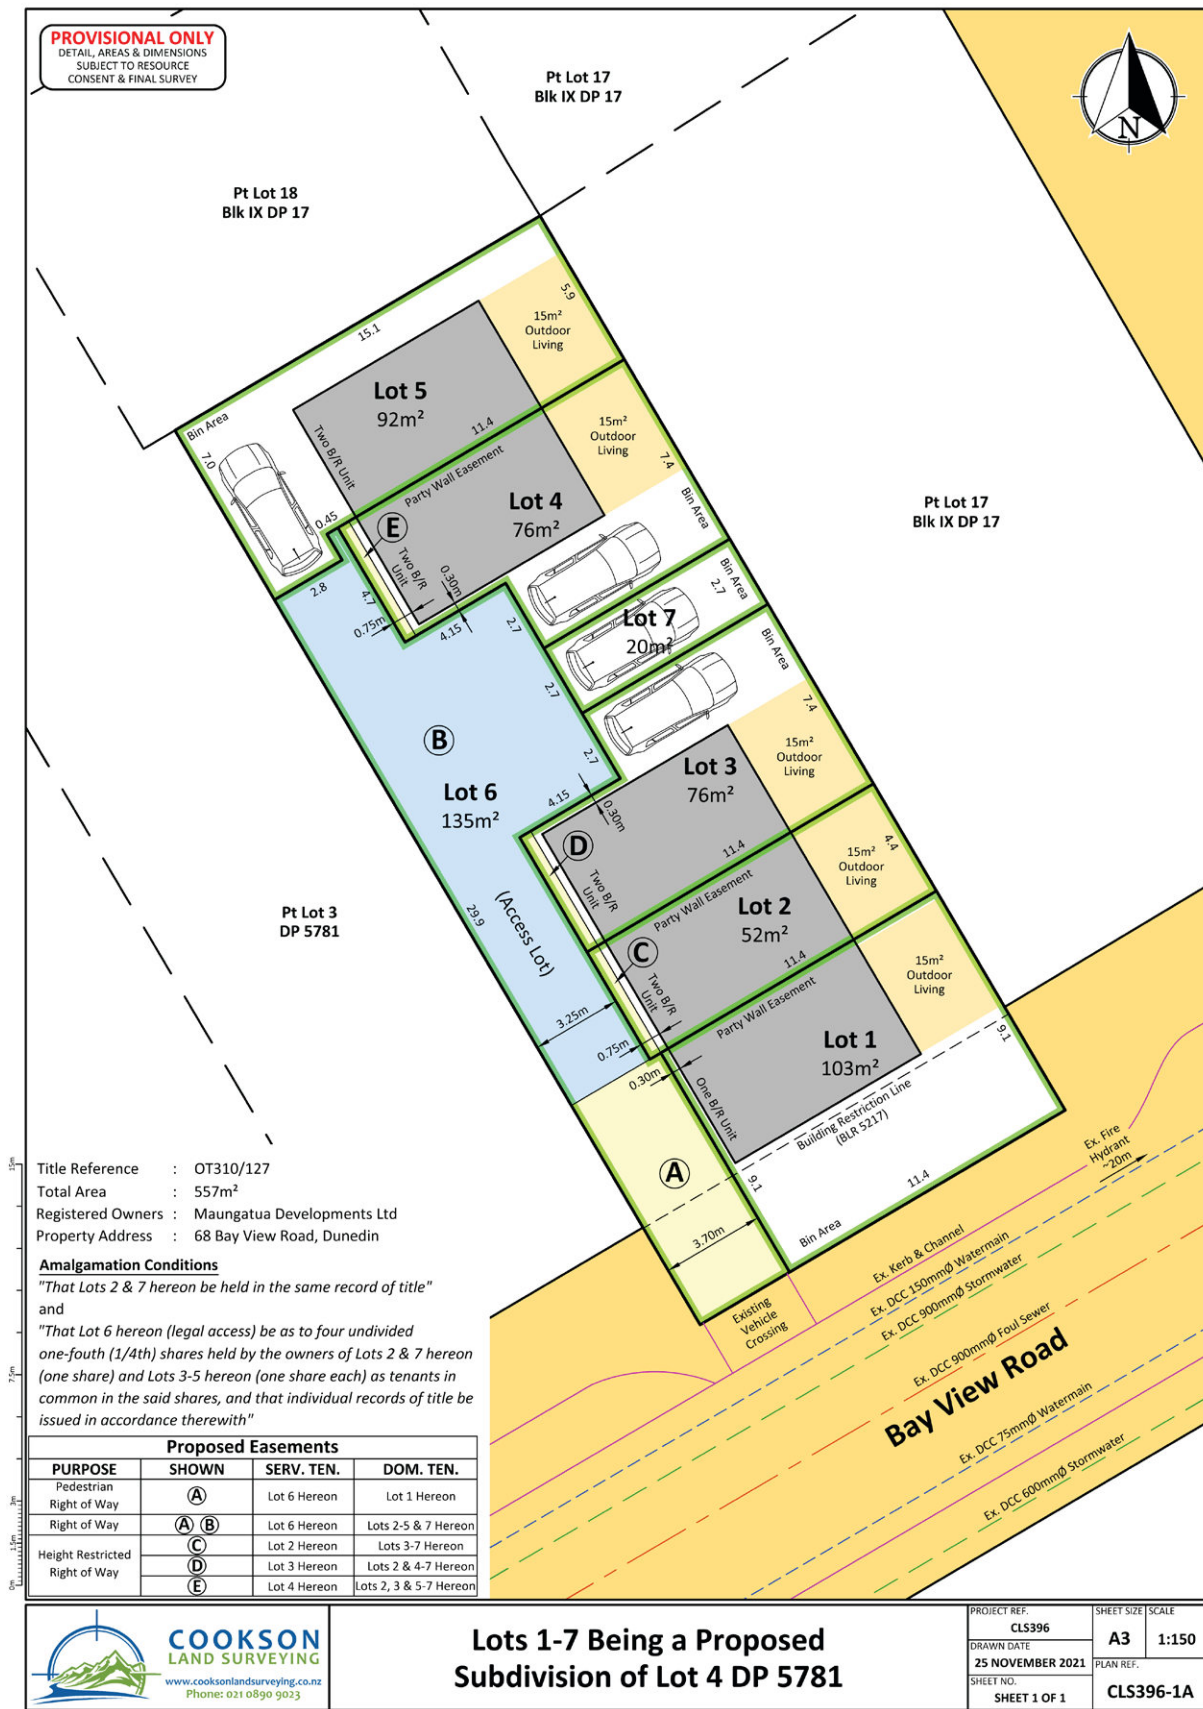 PROVISIONAL ONLY
DETAIL, AREAS & DIMENSIONS
SUBJECT TO RESOURCE
CONSENT & FINAL SURVEY
Pt Lot 17
Blk IX DP 17
N
Pt Lot 18
Blk IX DP 17
15.1
5.9
15m²
Outdoor
Living
Lot 5
92m²
Bin Area
7.0
Two B/R Unit
11.4
Party Wall Easement
15m²
Outdoor
Living
7.4
Lot 4
76m²
Bin Area
0.45
E
Two B/R
Unit
Pt Lot 17
Blk IX DP 17
2.8
4.7
0.30m
0.75m
4.15
2.7
Bin Area
2.7
Lot 7
20m²
2.7
Bin Area
B
2.7
7.4
15m²
Outdoor
Living
Lot 3
76m²
Lot 6
135m²
4.15
0.30m
D
Two B/R
Unit
11.4
Party Wall Easement
15m²
Outdoor
Living
4.4
Pt Lot 3
DP 5781
29.9
(Access Lot)
Lot 2
52m²
C
Two B/R
Unit
11.4
Party Wall Easement
15m²
Outdoor
Living
3.25m
0.75m
0.30m
Lot 1
103m²
One B/R Unit
9.1
Building Restriction Line
(BLR 5217)
A
9.1
11.4
3.70m
Bin Area
Ex. Fire
Hydrant
~20m
Existing
Vehicle
Crossing
Ex. Kerb & Channel
Ex. DCC 150mmØ Watermain
Ex. DCC 900mmØ Stormwater
Ex. DCC 900mmØ Foul Sewer
Bay View Road
Ex. DCC 75mmØ Watermain
Ex. DCC 600mmØ Stormwater
15m
7.5m
3m
1.5m
0m
Title Reference : OT310/127
Total Area : 557m²
Registered Owners : Maungatua Developments Ltd
Property Address : 68 Bay View Road, Dunedin
Amalgamation Conditions
"That Lots 2 & 7 hereon be held in the same record of title"
and
"That Lot 6 hereon (legal access) be as to four undivided
one-fouth (1/4th) shares held by the owners of Lots 2 & 7 hereon
(one share) and Lots 3-5 hereon (one share each) as tenants in
common in the said shares, and that individual records of title be
issued in accordance therewith"
Proposed Easements
PURPOSE SHOWN SERV. TEN. DOM. TEN.
Pedestrian
Right of Way A Lot 6 Hereon Lot 1 Hereon
Right of Way A B Lot 6 Hereon Lots 2-5 & 7 Hereon
Height Restricted
Right of Way
C Lot 2 Hereon Lots 3-7 Hereon
D Lot 3 Hereon Lots 2 & 4-7 Hereon
E Lot 4 Hereon Lots 2, 3 & 5-7 Hereon
COOKSON
LAND SURVEYING
www.cooksonlandsurveying.co.nz
Phone: 021 0890 9023
Lots 1-7 Being a Proposed
Subdivision of Lot 4 DP 5781
PROJECT REF.
CLS396
DRAWN DATE
25 NOVEMBER 2021
SHEET NO.
SHEET 1 OF 1
SHEET SIZE
A3
SCALE
1:150
PLAN REF.
CLS396-1A